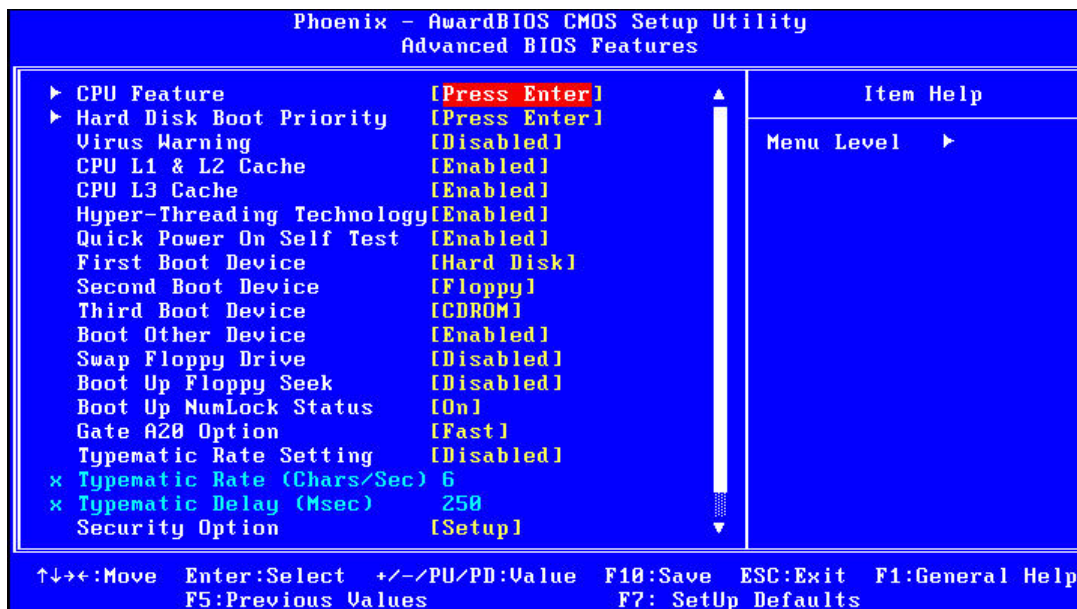 Phoenix - AwardBIOS CMOS Setup Utility
Advanced BIOS Features
► CPU Feature [Press Enter]
► Hard Disk Boot Priority [Press Enter]
Virus Warning [Disabled]
CPU L1 & L2 Cache [Enabled]
CPU L3 Cache [Enabled]
Hyper-Threading Technology[Enabled]
Quick Power On Self Test [Enabled]
First Boot Device [Hard Disk]
Second Boot Device [Floppy]
Third Boot Device [CDROM]
Boot Other Device [Enabled]
Swap Floppy Drive [Disabled]
Boot Up Floppy Seek [Disabled]
Boot Up NumLock Status [On]
Gate A20 Option [Fast]
Typematic Rate Setting [Disabled]
x Typematic Rate (Chars/Sec) 6
x Typematic Delay (Msec) 250
Security Option [Setup]
Item Help
Menu Level ►
↑↓→←:Move Enter:Select +/-/PU/PD:Value F10:Save ESC:Exit F1:General Help
F5:Previous Values F7: SetUp Defaults